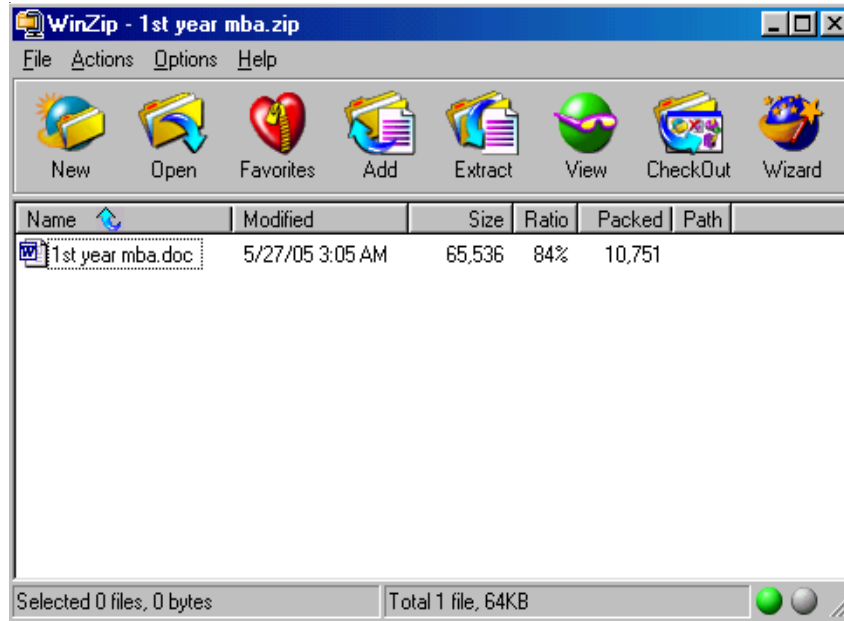 WinZip - 1st year mba.zip
File Actions Options Help
New Open Favorites Add Extract View CheckOut Wizard
Name Modified Size Ratio Packed Path
1st year mba.doc 5/27/05 3:05 AM 65,536 84% 10,751
Selected 0 files, 0 bytes Total 1 file, 64KB